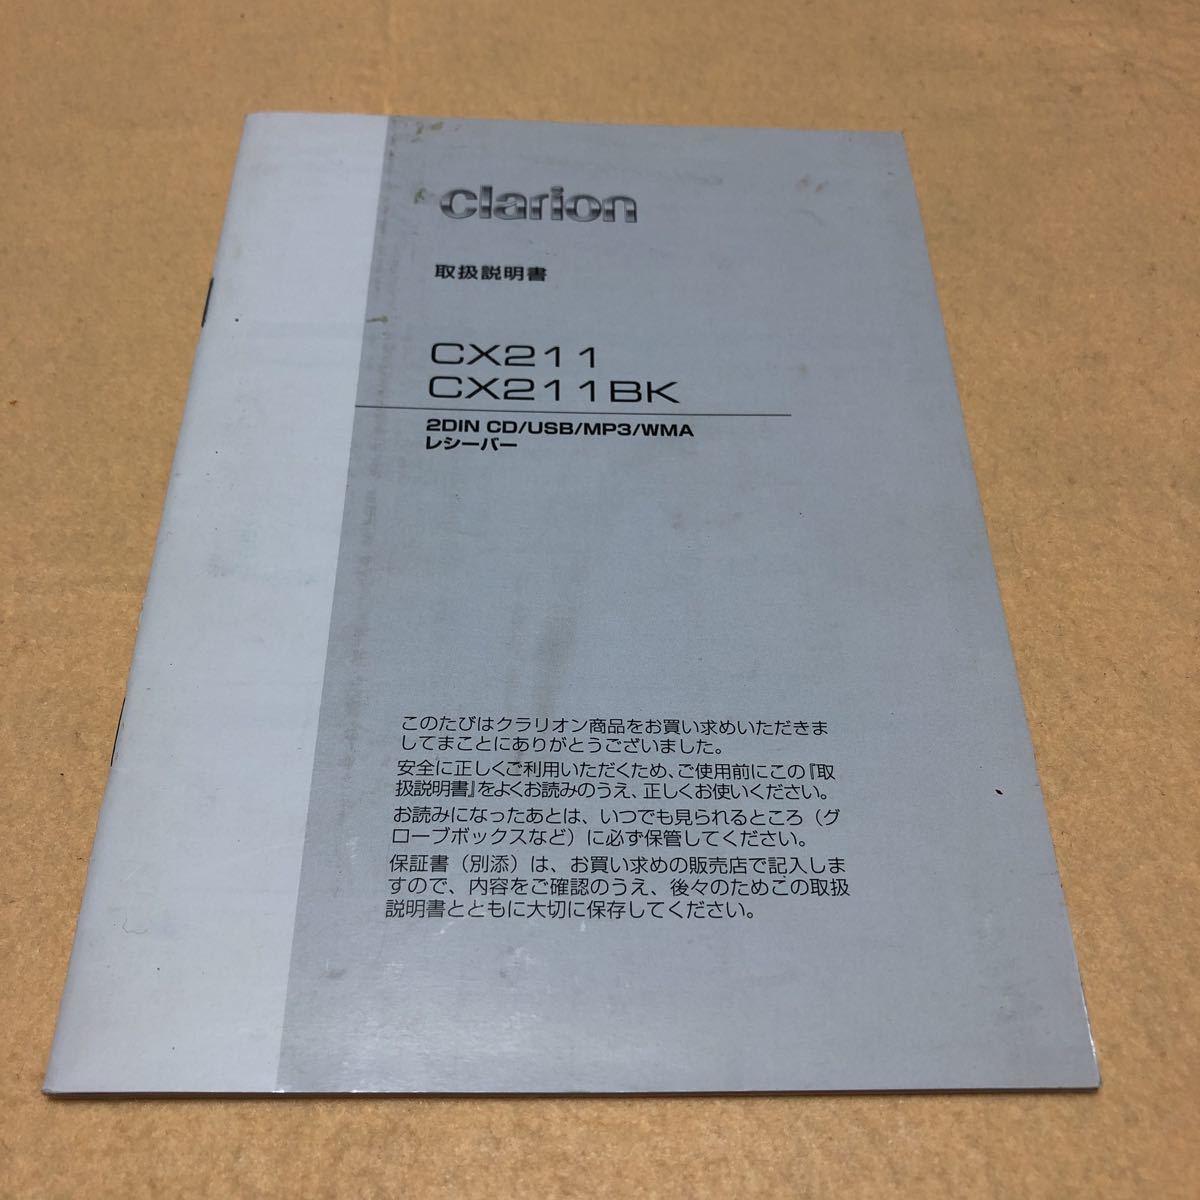 clarion
取扱説明書
CX211
CX211BK
2DIN CD/USB/MP3/WMA
レシーバー
このたびはクラリオン商品をお買い求めいただきま
してまことにありがとうございました。
安全に正しくご利用いただくため、ご使用前にこの『取
扱説明書』をよくお読みのうえ、正しくお使いください。
お読みになったあとは、いつでも見られるところ（グ
ローブボックスなど）に必ず保管してください。
保証書（別添）は、お買い求めの販売店で記入しま
すので、内容をご確認のうえ、後々のためこの取扱
説明書とともに大切に保存してください。